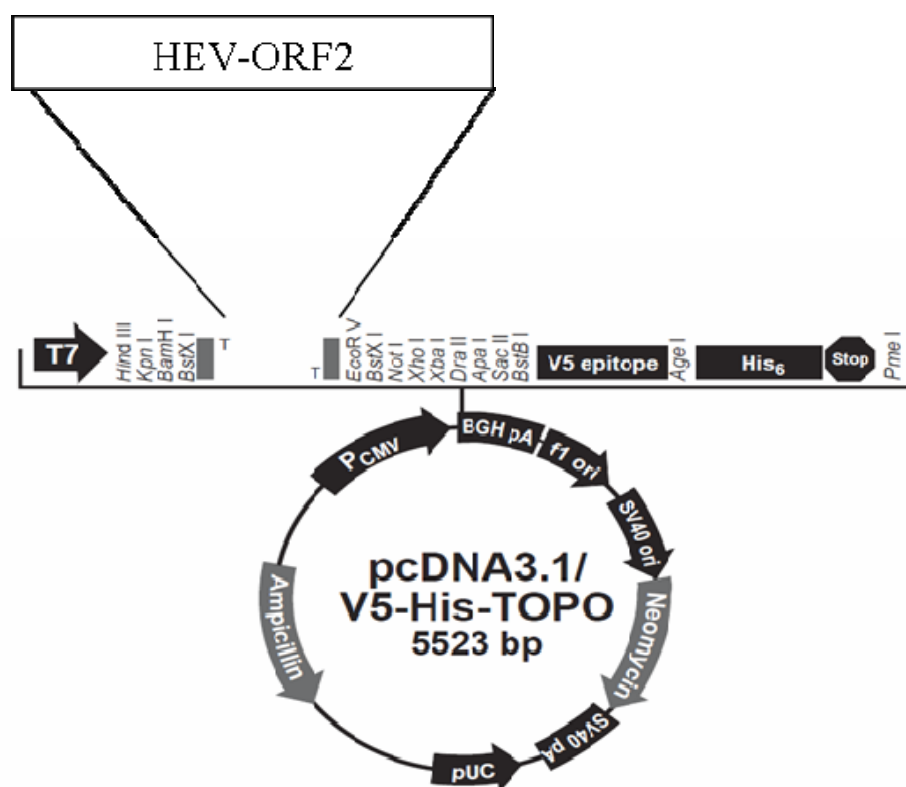 HEV-ORF2
T7
Hind III
Kpn I
BamH I
BstX I
T
T
EcoR V
BstX I
Not I
Xho I
Xba I
Dra II
Apa I
Sac II
BstB I
V5 epitope
Age I
His6
Stop
Pme I
PCMV
BGH pA
f1 ori
SV40 ori
Neomycin
SV40 pA
pUC
Ampicillin
pcDNA3.1/
V5-His-TOPO
5523 bp